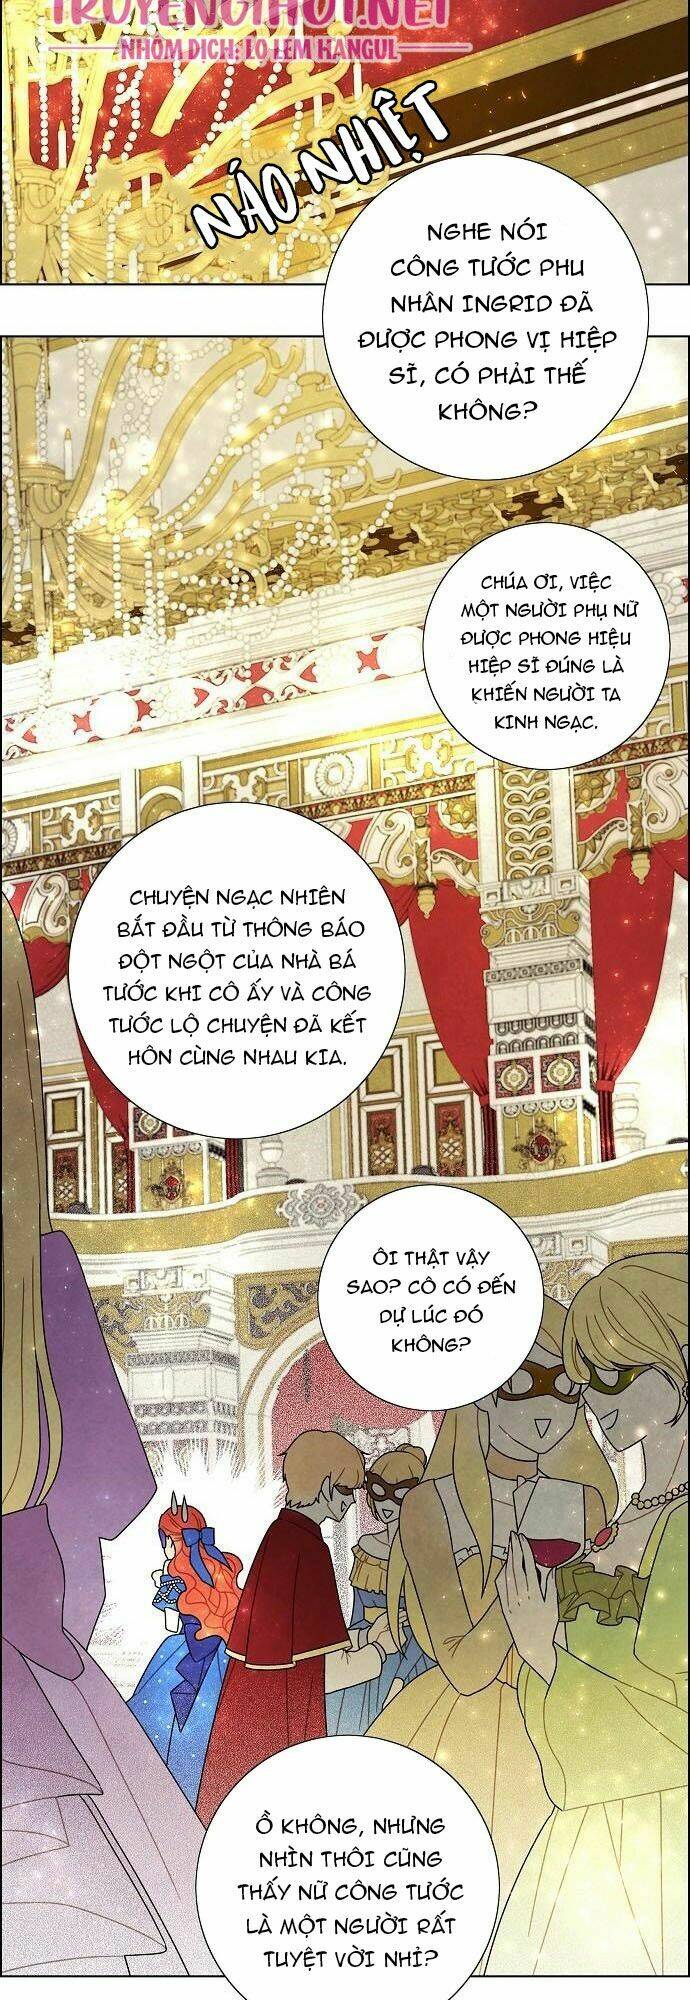 TRUYENGIHOT.NET
NHÓM DỊCH: LỌ LEM HANGUL
NÁO NHIỆT
NGHE NÓI
CÔNG TƯỚC PHU
NHÂN INGRID ĐÃ
ĐƯỢC PHONG VỊ HIỆP
SĨ, CÓ PHẢI THẾ
KHÔNG?
CHÚA ƠI, VIỆC
MỘT NGƯỜI PHỤ NỮ
ĐƯỢC PHONG HIỆU
HIỆP SĨ ĐÚNG LÀ
KHIẾN NGƯỜI TA
KINH NGẠC.
CHUYỆN NGẠC NHIÊN
BẮT ĐẦU TỪ THÔNG BÁO
ĐỘT NGỘT CỦA NHÀ BÁ
TƯỚC KHI CÔ ẤY VÀ CÔNG
TƯỚC LỘ CHUYỆN ĐÃ KẾT
HÔN CÙNG NHAU KIA.
ÔI THẬT VẬY
SAO? CÔ CÓ ĐẾN
DỰ LÚC ĐÓ
KHÔNG?
Ồ KHÔNG, NHƯNG
NHÌN THÔI CŨNG
THẤY NỮ CÔNG TƯỚC
LÀ MỘT NGƯỜI RẤT
TUYỆT VỜI NHỈ?